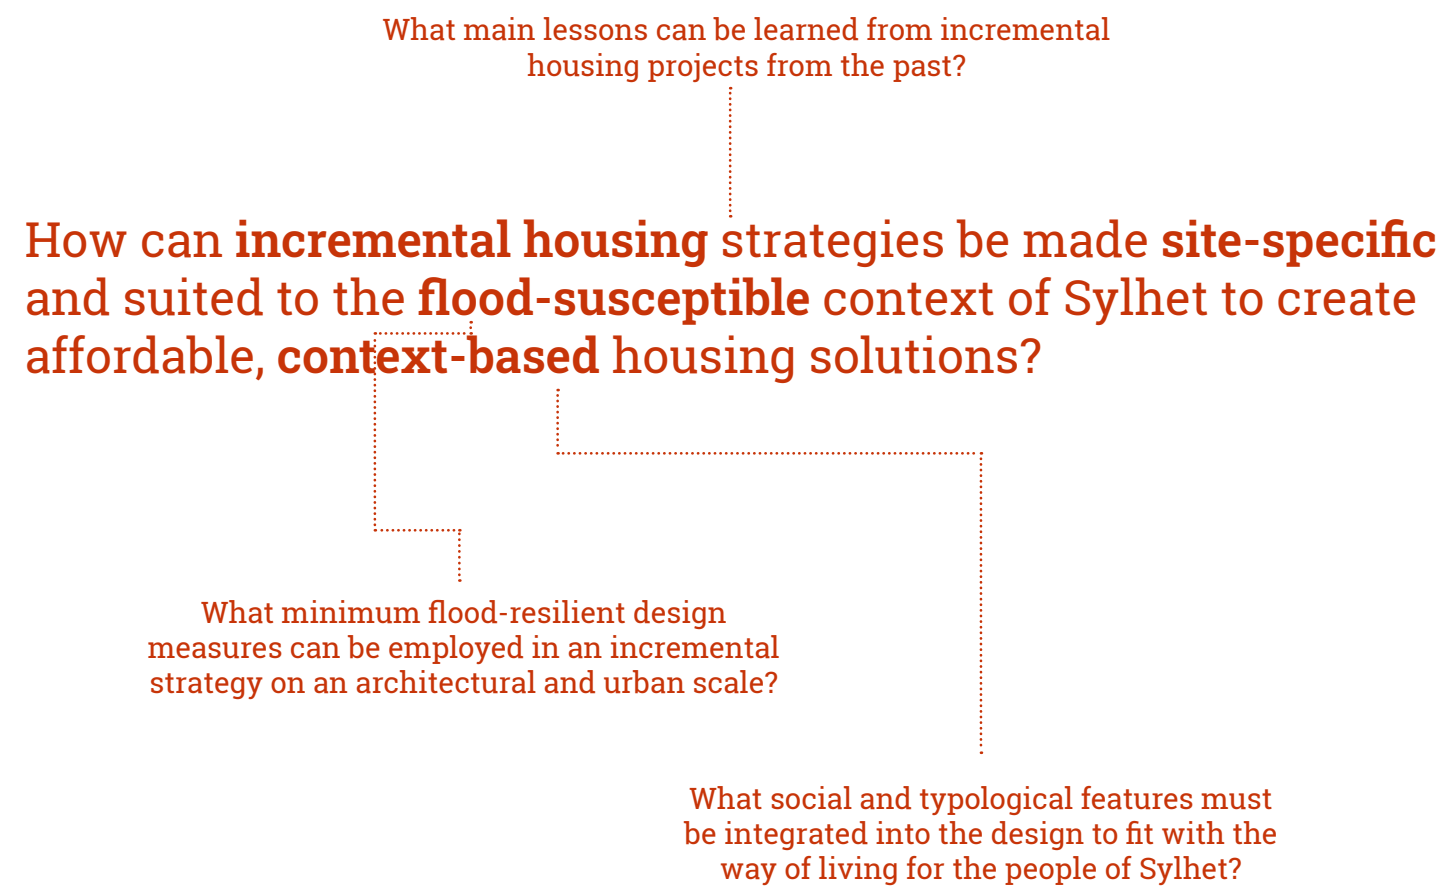 What main lessons can be learned from incremental
housing projects from the past?
How can incremental housing strategies be made site-specific
and suited to the flood-susceptible context of Sylhet to create
affordable, context-based housing solutions?
What minimum flood-resilient design
measures can be employed in an incremental
strategy on an architectural and urban scale?
What social and typological features must
be integrated into the design to fit with the
way of living for the people of Sylhet?